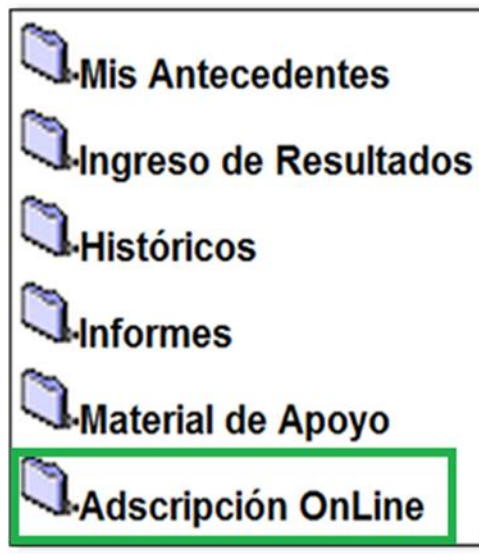 Mis Antecedentes
Ingreso de Resultados
Históricos
Informes
Material de Apoyo
Adscripción OnLine